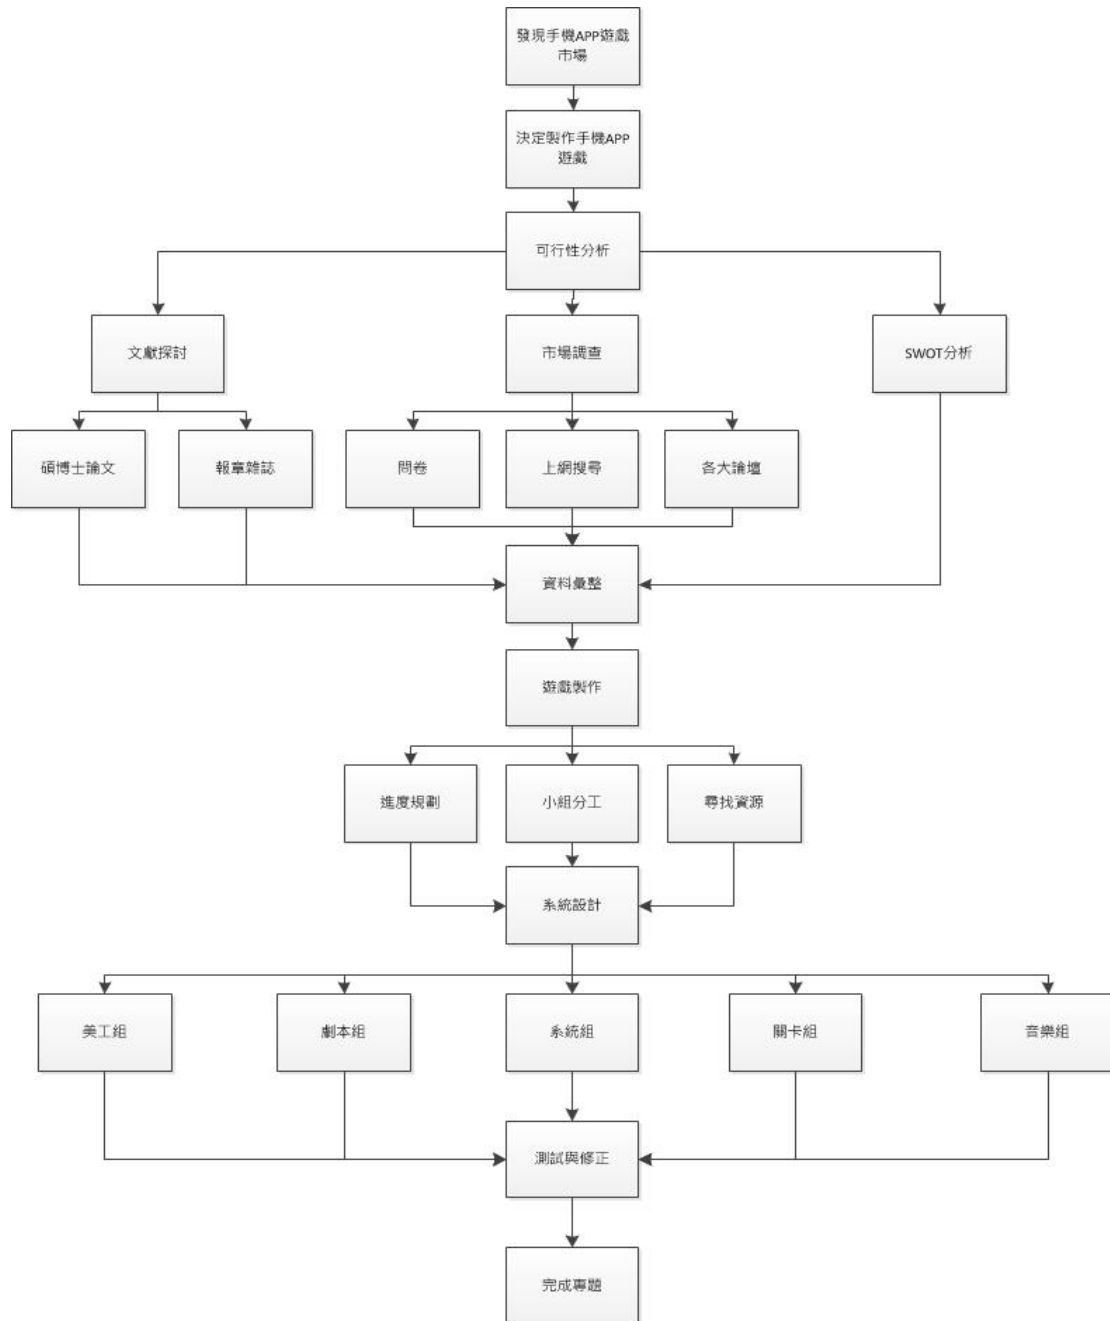 發現手機APP遊戲
市場
決定製作手機APP
遊戲
可行性分析
文獻探討
市場調查
SWOT分析
碩博士論文
報章雜誌
問卷
上網搜尋
各大論壇
資料彙整
遊戲製作
進度規劃
小組分工
尋找資源
系統設計
美工組
劇本組
系統組
關卡組
音樂組
測試與修正
完成專題